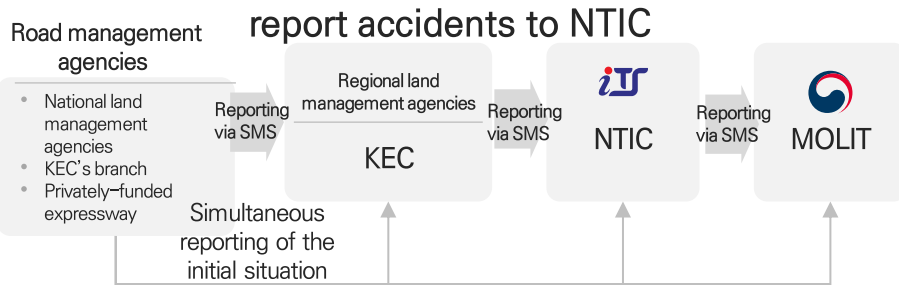 report accidents to NTIC
Road management
agencies
• National land
management
agencies
• KEC's branch
• Privately-funded
expressway
Reporting
via SMS
Regional land
management agencies
KEC
Reporting
via SMS
iTS
NTIC
Reporting
via SMS
MOLIT
Simultaneous
reporting of the
initial situation